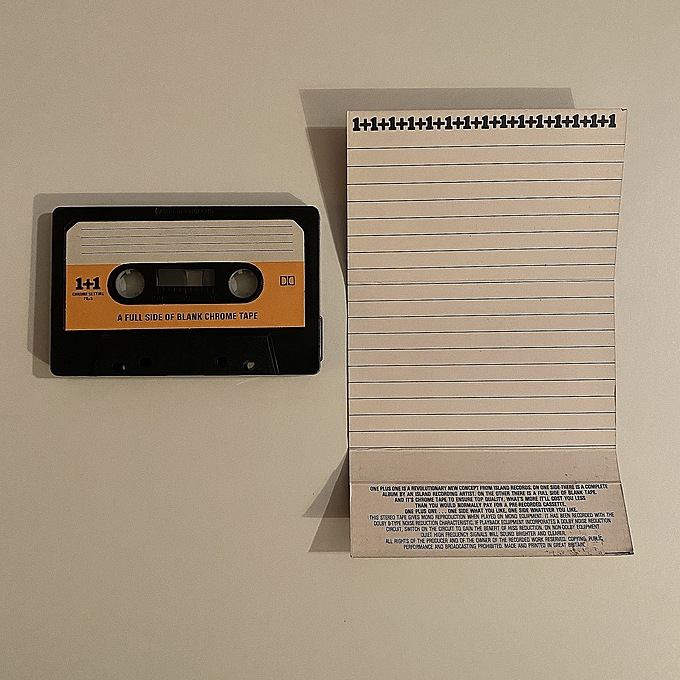 1+1
CHROME SETTING
70µS
A FULL SIDE OF BLANK CHROME TAPE
1+1+1+1+1+1+1+1+1+1+1+1+1+1+1
ONE PLUS ONE IS A REVOLUTIONARY NEW CONCEPT FROM ISLAND RECORDS. ON ONE SIDE THERE IS A COMPLETE
ALBUM BY AN ISLAND RECORDING ARTIST, ON THE OTHER THERE IS A FULL SIDE OF BLANK TAPE.
AND IT'S CHROME TAPE TO ENSURE TOP QUALITY, WHAT'S MORE IT'LL COST YOU LESS
THAN YOU WOULD NORMALLY PAY FOR A PRE-RECORDED CASSETTE.
ONE PLUS ONE . . . ONE SIDE WHAT YOU LIKE, ONE SIDE WHATEVER YOU LIKE.
THIS STEREO TAPE GIVES MONO REPRODUCTION WHEN PLAYED ON MONO EQUIPMENT. IT HAS BEEN RECORDED WITH THE
DOLBY B-TYPE NOISE REDUCTION CHARACTERISTIC. IF PLAYBACK EQUIPMENT INCORPORATES A DOLBY NOISE REDUCTION
CIRCUIT, SWITCH ON THE CIRCUIT TO GAIN THE BENEFIT OF HISS REDUCTION, ON NON-DOLBY EQUIPMENT
QUIET HIGH FREQUENCY SIGNALS WILL SOUND BRIGHTER AND CLEARER.
ALL RIGHTS OF THE PRODUCER AND OF THE OWNER OF THE RECORDED WORK RESERVED. COPYING, PUBLIC
PERFORMANCE AND BROADCASTING PROHIBITED. MADE AND PRINTED IN GREAT BRITAIN.